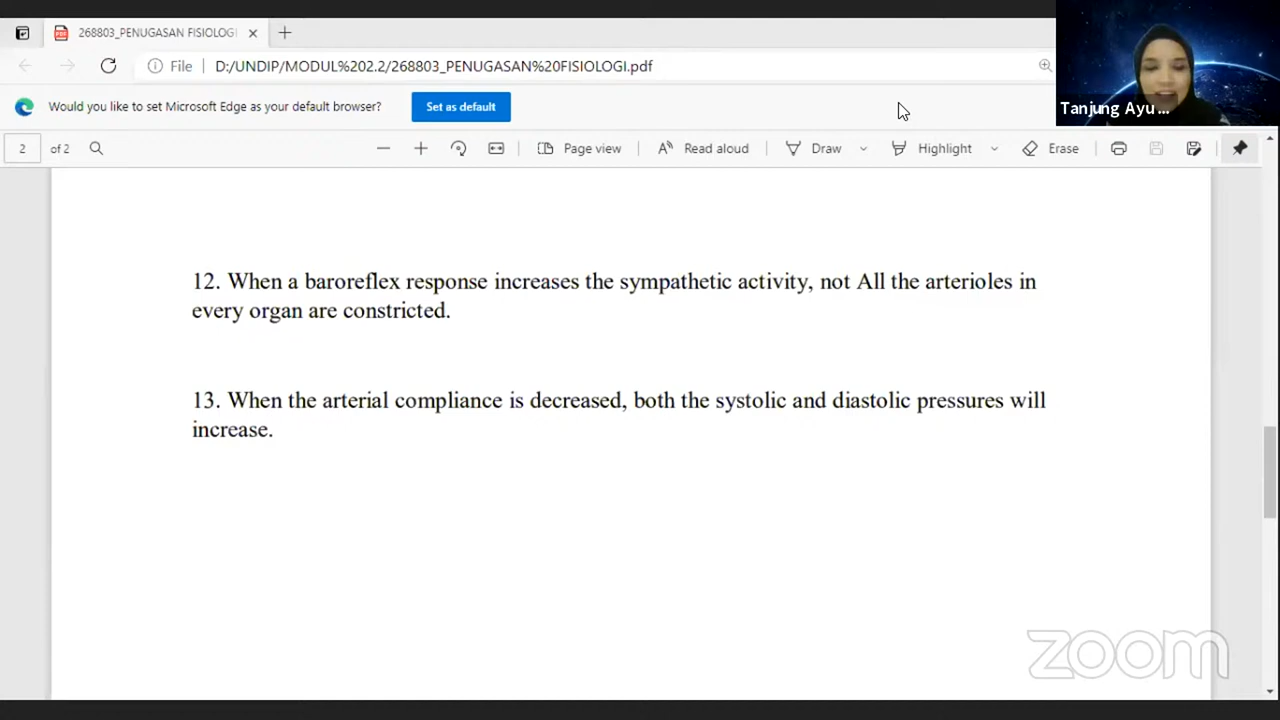 268803_PENUGASAN FISIOLOGI
File
D:/UNDIP/MODUL%202.2/268803_PENUGASAN%20FISIOLOGI.pdf
Would you like to set Microsoft Edge as your default browser?
Set as default
Tanjung Ayu ...
2 of 2
Page view
Read aloud
Draw
Highlight
Erase
12. When a baroreflex response increases the sympathetic activity, not All the arterioles in
every organ are constricted.
13. When the arterial compliance is decreased, both the systolic and diastolic pressures will
increase.
zoom